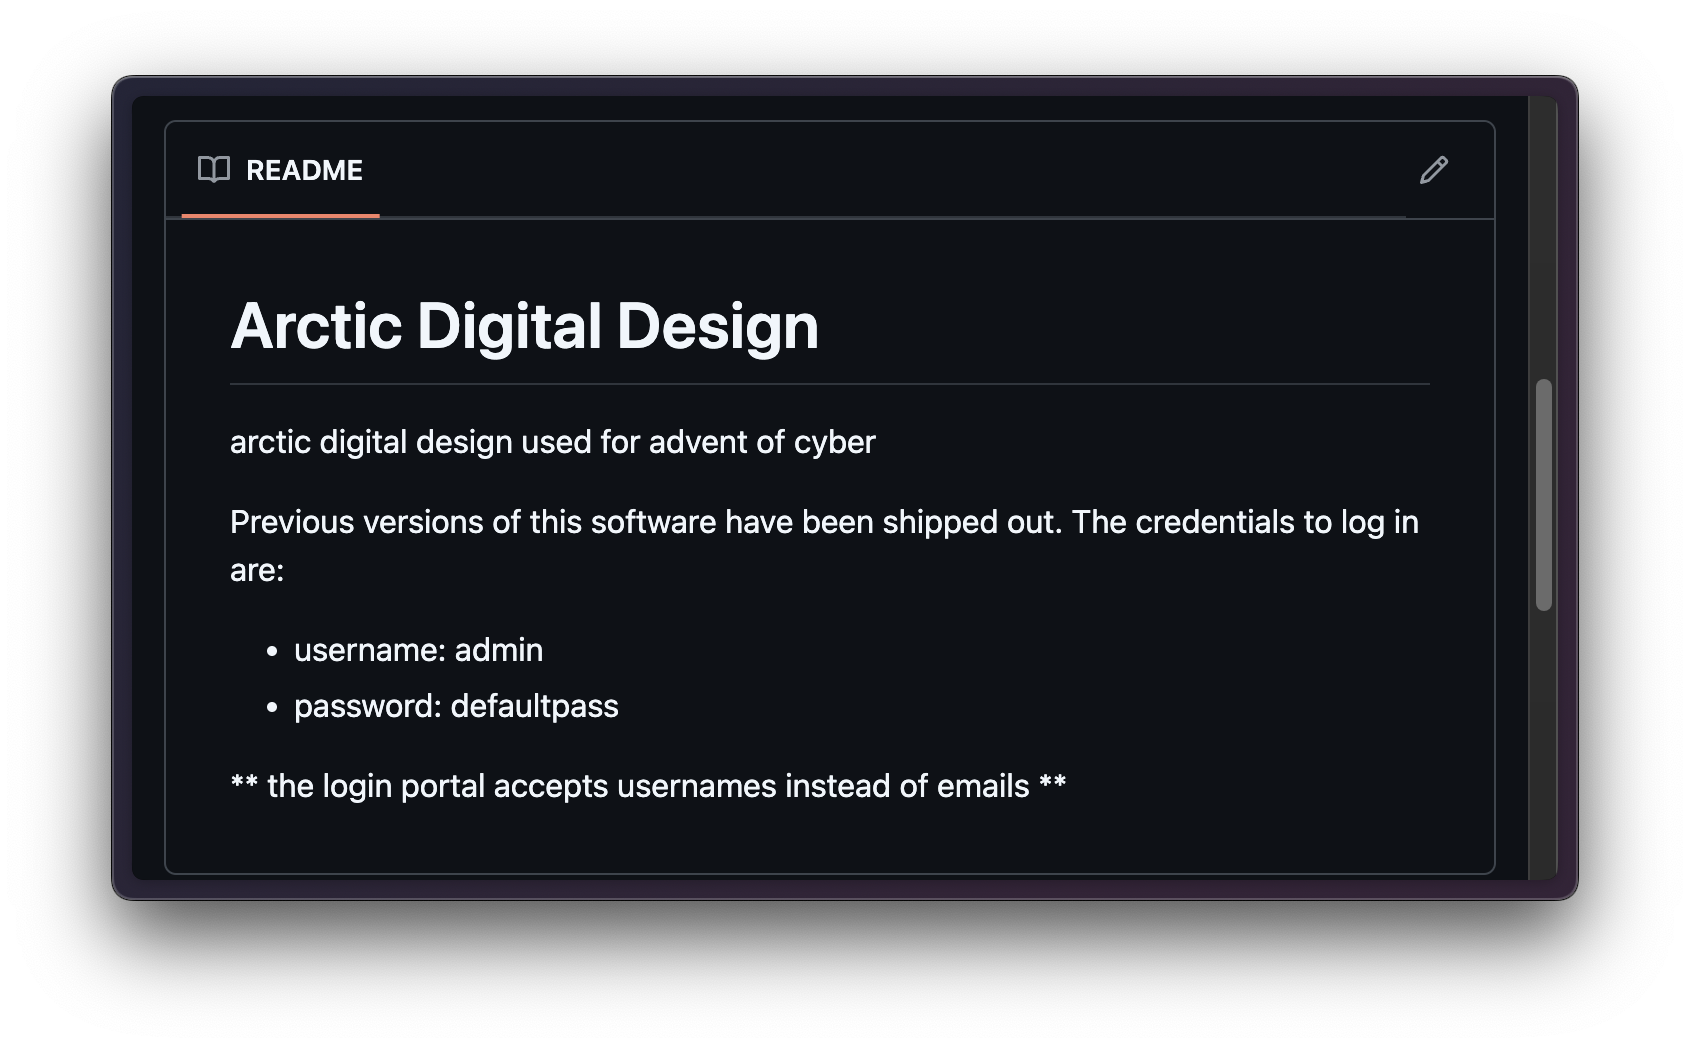 README
Arctic Digital Design
arctic digital design used for advent of cyber
Previous versions of this software have been shipped out. The credentials to log in
are:
• username: admin
• password: defaultpass
** the login portal accepts usernames instead of emails **